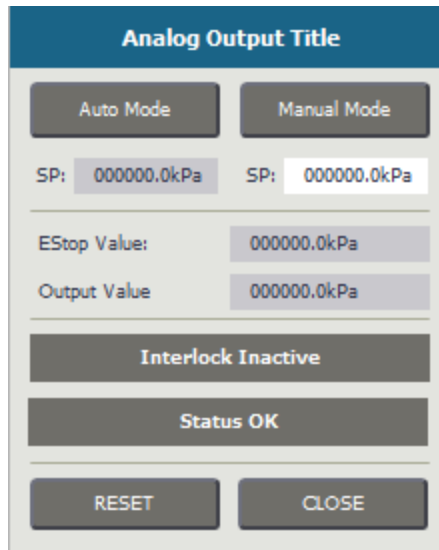 Analog Output Title
Auto Mode Manual Mode
SP: 000000.0kPa SP: 000000.0kPa
EStop Value: 000000.0kPa
Output Value 000000.0kPa
Interlock Inactive
Status OK
RESET CLOSE